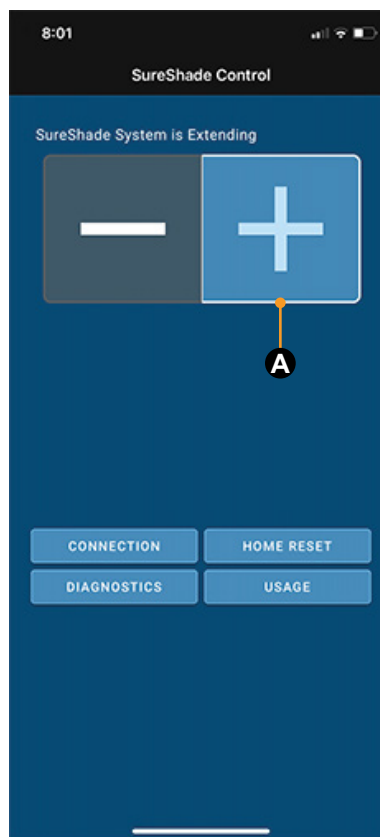 8:01
SureShade Control
SureShade System is Extending
A
CONNECTION HOME RESET
DIAGNOSTICS USAGE